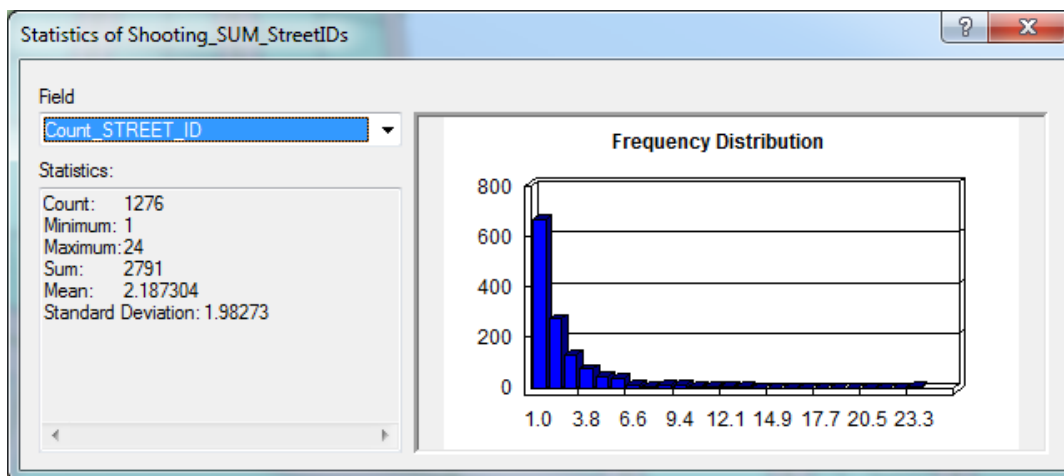 Statistics of Shooting_SUM_StreetIDs
?
X
Field
Count_STREET_ID
Statistics:
Count: 1276
Minimum: 1
Maximum: 24
Sum: 2791
Mean: 2.187304
Standard Deviation: 1.98273
Frequency Distribution
800
600
400
200
0
1.0 3.8 6.6 9.4 12.1 14.9 17.7 20.5 23.3